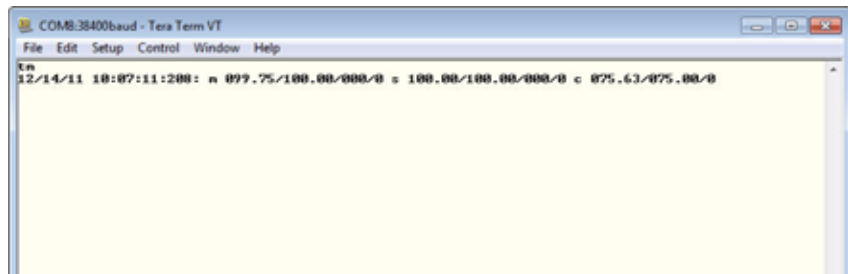 COM8:38400baud - Tera Term VT
File Edit Setup Control Window Help
tm
12/14/11 10:07:11:208: m 099.75/100.00/000/0 s 100.00/100.00/000/0 c 075.63/075.00/0